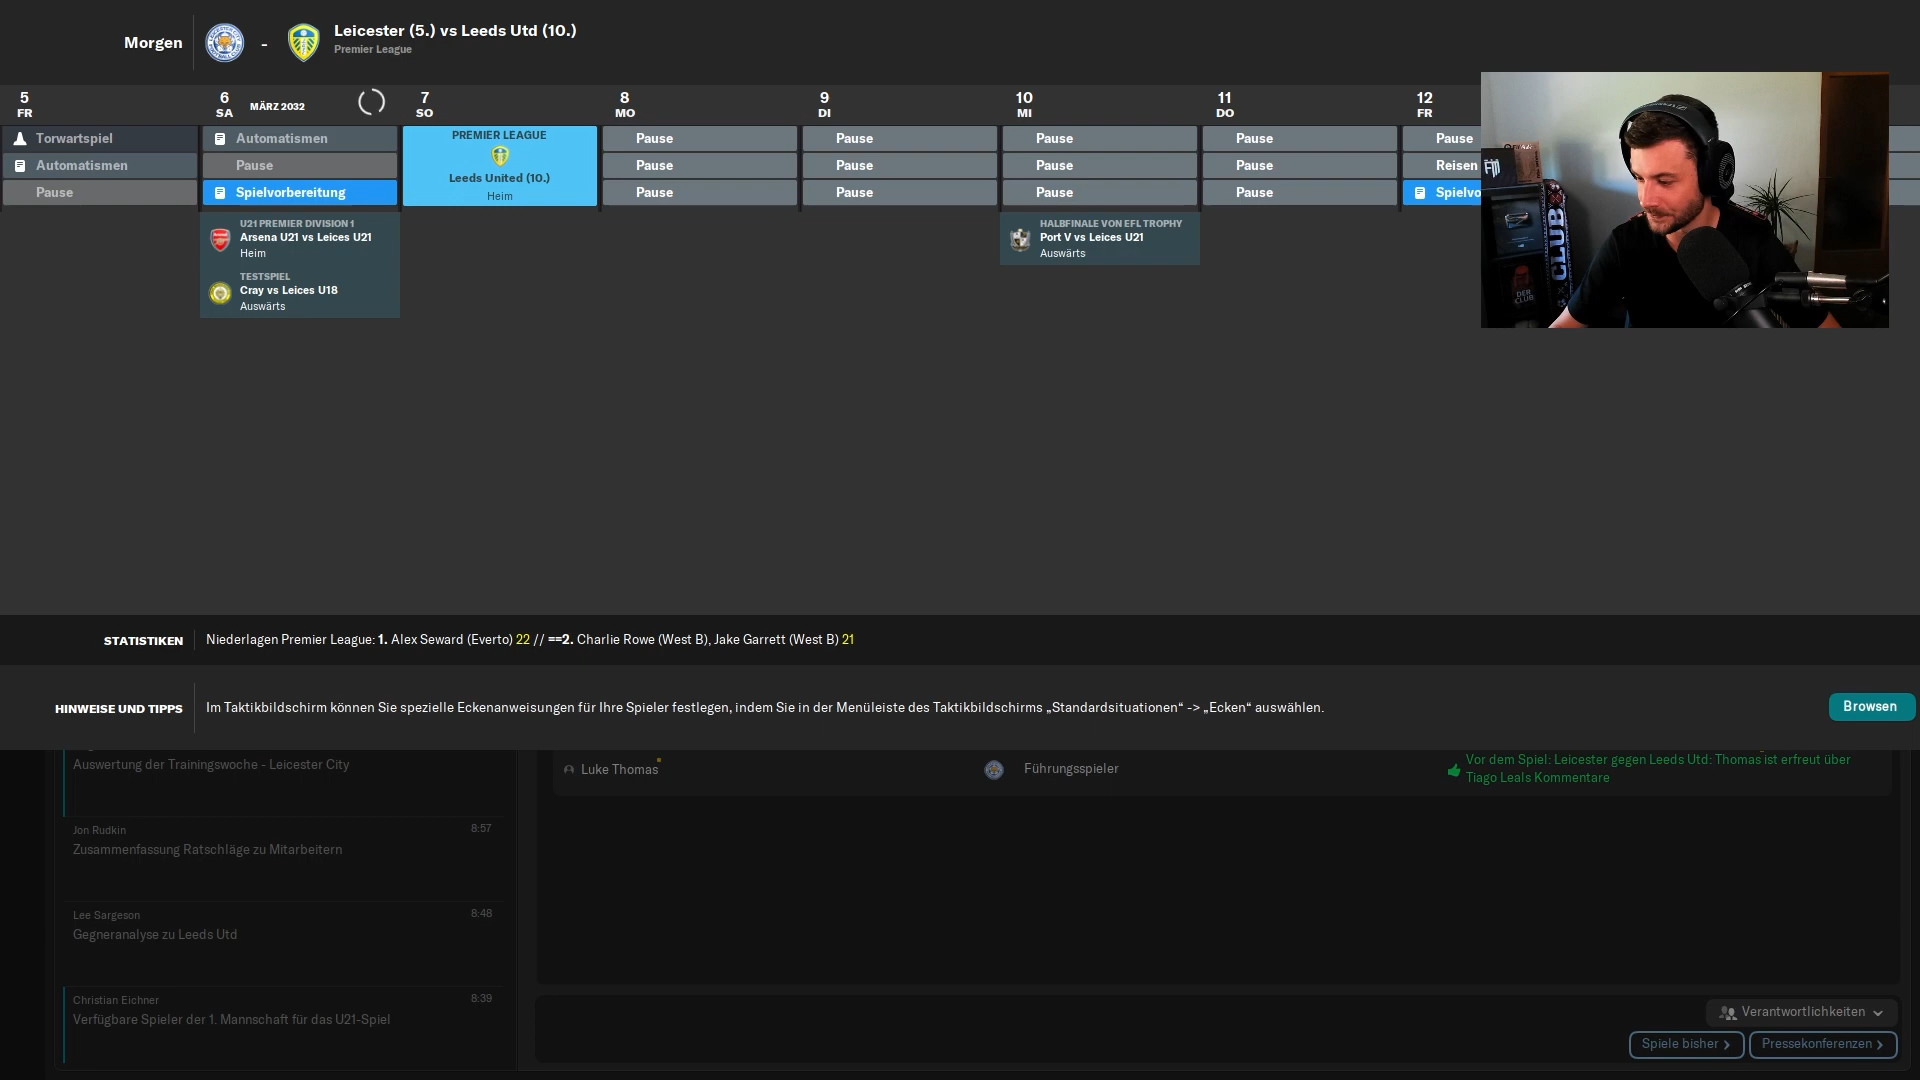 Morgen
-
Leicester (5.) vs Leeds Utd (10.)
Premier League
5
FR
6
SA
MÄRZ 2032
7
SO
8
MO
9
DI
10
MI
11
DO
12
FR
Torwartspiel
Automatismen
PREMIER LEAGUE
Pause
Pause
Pause
Pause
Pause
Automatismen
Pause
Leeds United (10.)
Pause
Pause
Pause
Pause
Reisen
Pause
Spielvorbereitung
Heim
Pause
Pause
Pause
Pause
Spielvo
U21 PREMIER DIVISION 1
Arsena U21 vs Leices U21
Heim
TESTSPIEL
Cray vs Leices U18
Auswärts
HALBFINALE VON EFL TROPHY
Port V vs Leices U21
Auswärts
CLUB
DER
CLUB
STATISTIKEN
Niederlagen Premier League: 1. Alex Seward (Everto) 22 // ==2. Charlie Rowe (West B), Jake Garrett (West B) 21
HINWEISE UND TIPPS
Im Taktikbildschirm können Sie spezielle Eckenanweisungen für Ihre Spieler festlegen, indem Sie in der Menüleiste des Taktikbildschirms „Standardsituationen“ -> „Ecken“ auswählen.
Browsen
Auswertung der Trainingswoche - Leicester City
Jon Rudkin
8:57
Zusammenfassung Ratschläge zu Mitarbeitern
Lee Sargeson
8:48
Gegneranalyse zu Leeds Utd
Christian Eichner
8:39
Verfügbare Spieler der 1. Mannschaft für das U21-Spiel
Luke Thomas
Führungsspieler
Vor dem Spiel: Leicester gegen Leeds Utd: Thomas ist erfreut über
Tiago Leals Kommentare
Verantwortlichkeiten
Spiele bisher
Pressekonferenzen